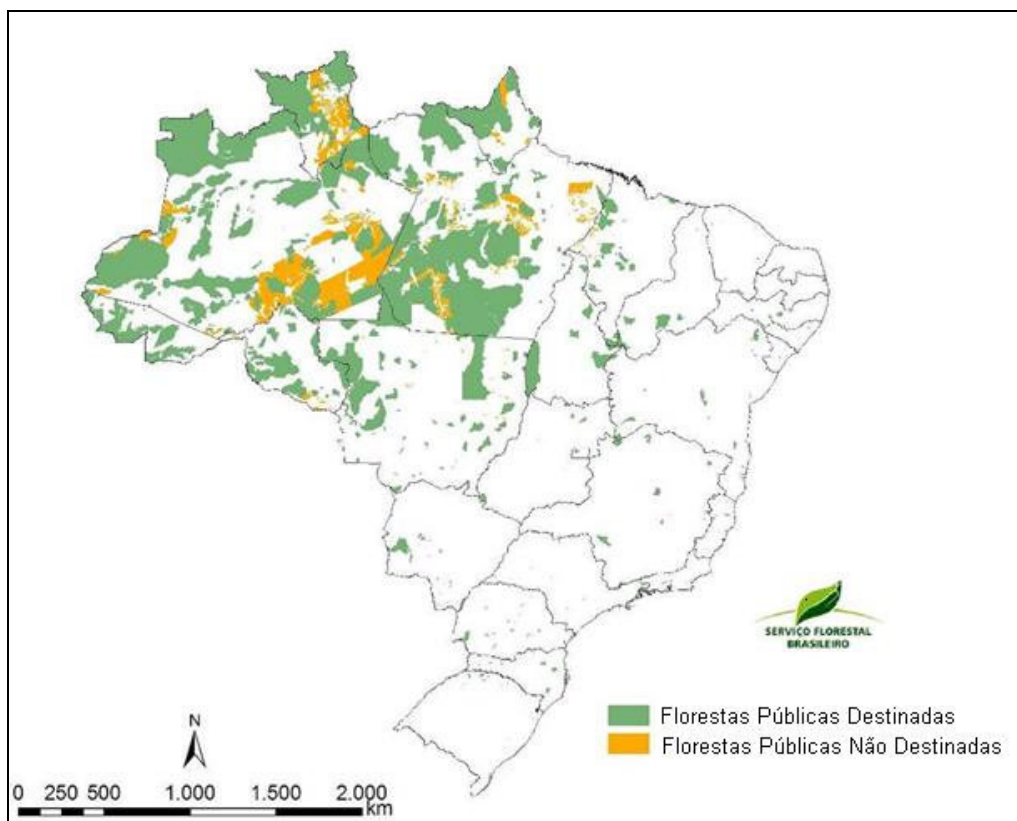 SERVIÇO FLORESTAL
BRASILEIRO
Florestas Públicas Destinadas
Florestas Públicas Não Destinadas
N
0 250 500 1.000 1.500 2.000
km